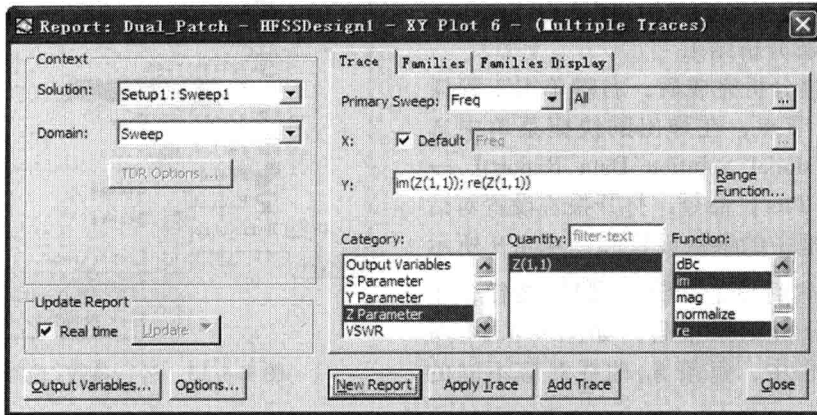 Report: Dual_Patch - HFSSDesign1 - XY Plot 6 - (Multiple Traces)
Context
Solution: Setup1 : Sweep1
Domain: Sweep
TDR Options...
Update Report
Real time Update
Output Variables... Options...
Trace Families Families Display
Primary Sweep: Freq All ...
X: Default Freq ...
Y: im(Z(1,1)); re(Z(1,1)) Range Function...
Category: Quantity: filter-text Function:
Output Variables
S Parameter
Y Parameter
Z Parameter
VSWR
Z(1,1)
dBc
im
mag
normalize
re
New Report Apply Trace Add Trace Close